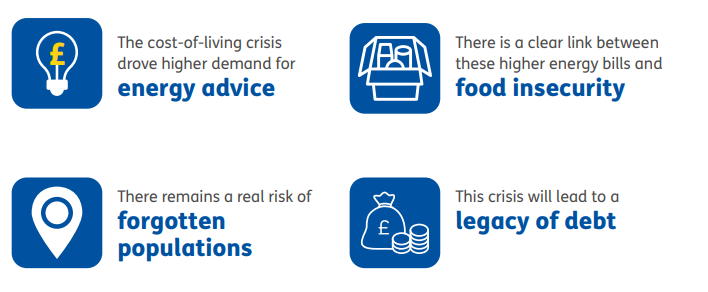 £
The cost-of-living crisis
drove higher demand for
energy advice
There is a clear link between
these higher energy bills and
food insecurity
There remains a real risk of
forgotten
populations
£
This crisis will lead to a
legacy of debt